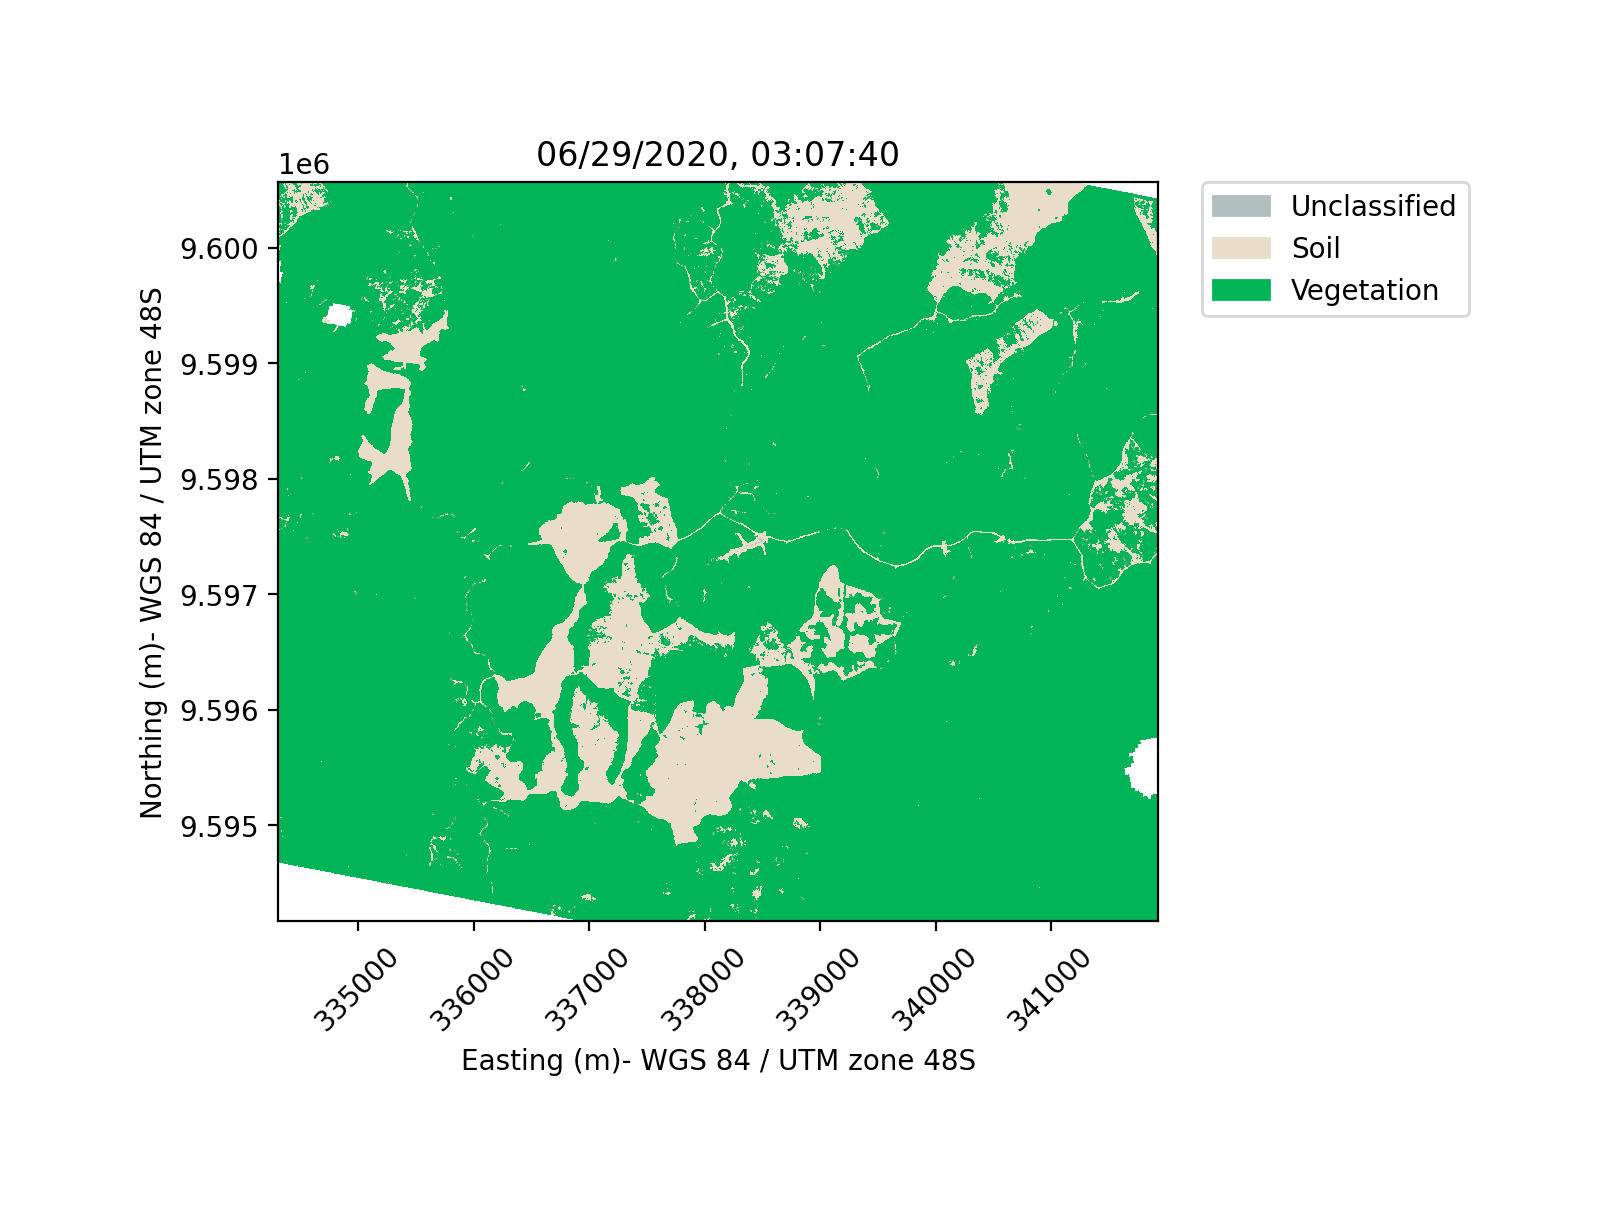 06/29/2020, 03:07:40
1e6
Unclassified
Soil
Vegetation
9.600
9.599
9.598
9.597
9.596
9.595
Northing (m)- WGS 84 / UTM zone 48S
335000
336000
337000
338000
339000
340000
341000
Easting (m)- WGS 84 / UTM zone 48S